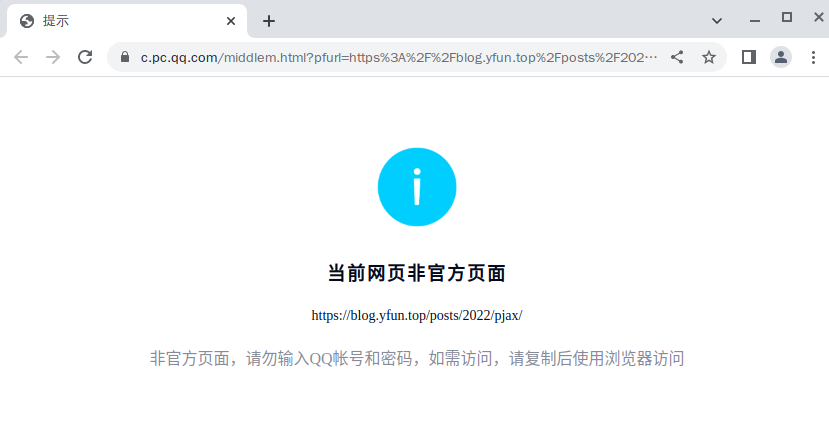 提示
c.pc.qq.com/middlem.html?pfurl=https%3A%2F%2Fblog.yfun.top%2Fposts%2F202…
当前网页非官方页面
https://blog.yfun.top/posts/2022/pjax/
非官方页面，请勿输入QQ帐号和密码，如需访问，请复制后使用浏览器访问